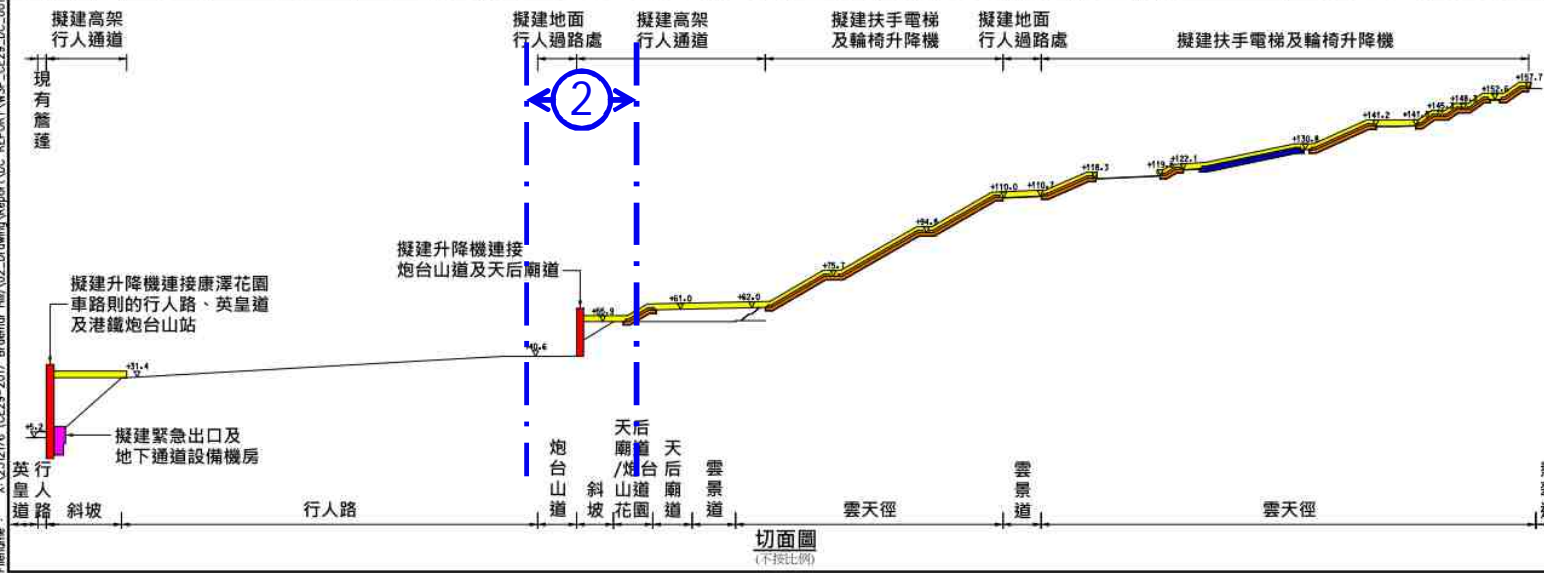 擬建高架
行人通道
擬建地面
行人過路處
擬建高架
行人通道
擬建扶手電梯
及輪椅升降機
擬建地面
行人過路處
擬建扶手電梯及輪椅升降機
現有簷蓬
2
+157.7
+152.6
+141.2
+130.8
+122.1
+118.3
+110.0
+110.7
+94.6
+75.7
+62.0
+61.0
+31.4
+5.2
擬建升降機連接
炮台山道及天后廟道
擬建升降機連接康澤花園
車路則的行人路、英皇道
及港鐵炮台山站
擬建緊急出口及
地下通道設備機房
英皇道
行人路
斜坡
行人路
炮台山道
斜坡
天后廟道
/炮台山道花園
天后廟道
雲景道
雲天徑
雲景道
雲天徑
切面圖
(不按比例)